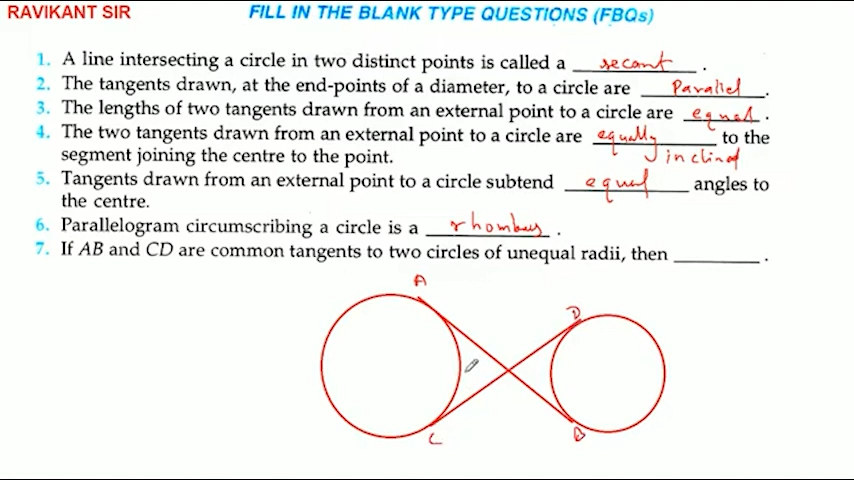 RAVIKANT SIR
FILL IN THE BLANK TYPE QUESTIONS (FBQs)
1. A line intersecting a circle in two distinct points is called a secant .
2. The tangents drawn, at the end-points of a diameter, to a circle are Parallel.
3. The lengths of two tangents drawn from an external point to a circle are equal.
4. The two tangents drawn from an external point to a circle are equally inclined to the
segment joining the centre to the point.
5. Tangents drawn from an external point to a circle subtend equal angles to
the centre.
6. Parallelogram circumscribing a circle is a rhombus .
7. If AB and CD are common tangents to two circles of unequal radii, then ________ .
A
D
C
B